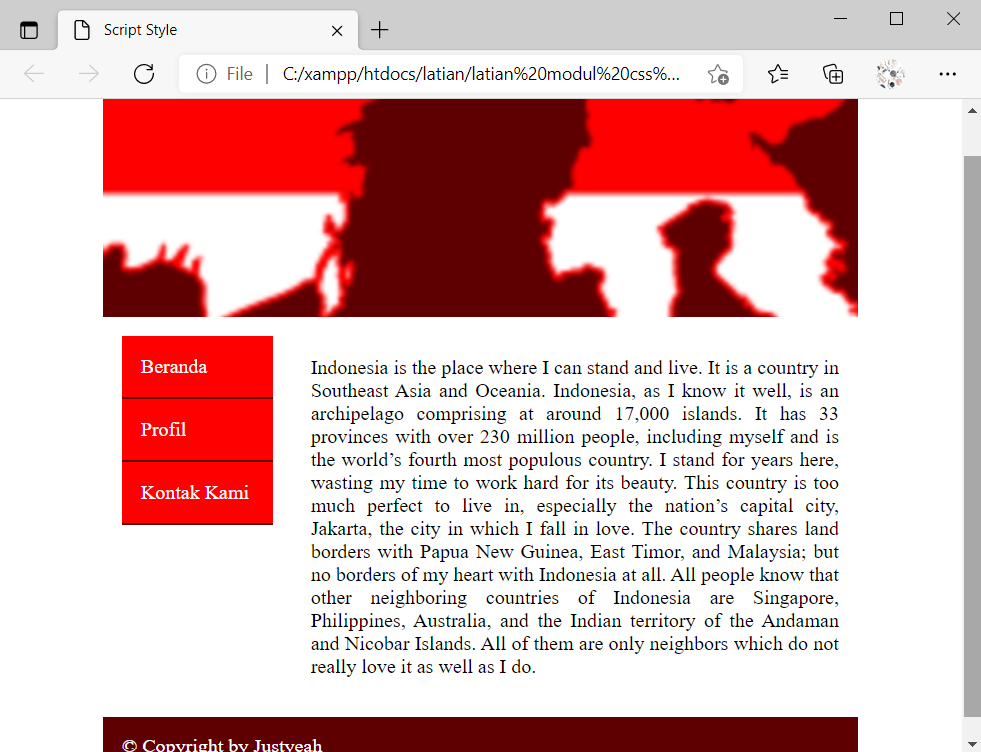 Script Style
File
C:/xampp/htdocs/latian/latian%20modul%20css%...
Beranda
Profil
Kontak Kami
Indonesia is the place where I can stand and live. It is a country in
Southeast Asia and Oceania. Indonesia, as I know it well, is an
archipelago comprising at around 17,000 islands. It has 33
provinces with over 230 million people, including myself and is
the world’s fourth most populous country. I stand for years here,
wasting my time to work hard for its beauty. This country is too
much perfect to live in, especially the nation’s capital city,
Jakarta, the city in which I fall in love. The country shares land
borders with Papua New Guinea, East Timor, and Malaysia; but
no borders of my heart with Indonesia at all. All people know that
other neighboring countries of Indonesia are Singapore,
Philippines, Australia, and the Indian territory of the Andaman
and Nicobar Islands. All of them are only neighbors which do not
really love it as well as I do.
© Copyright by Justyeah